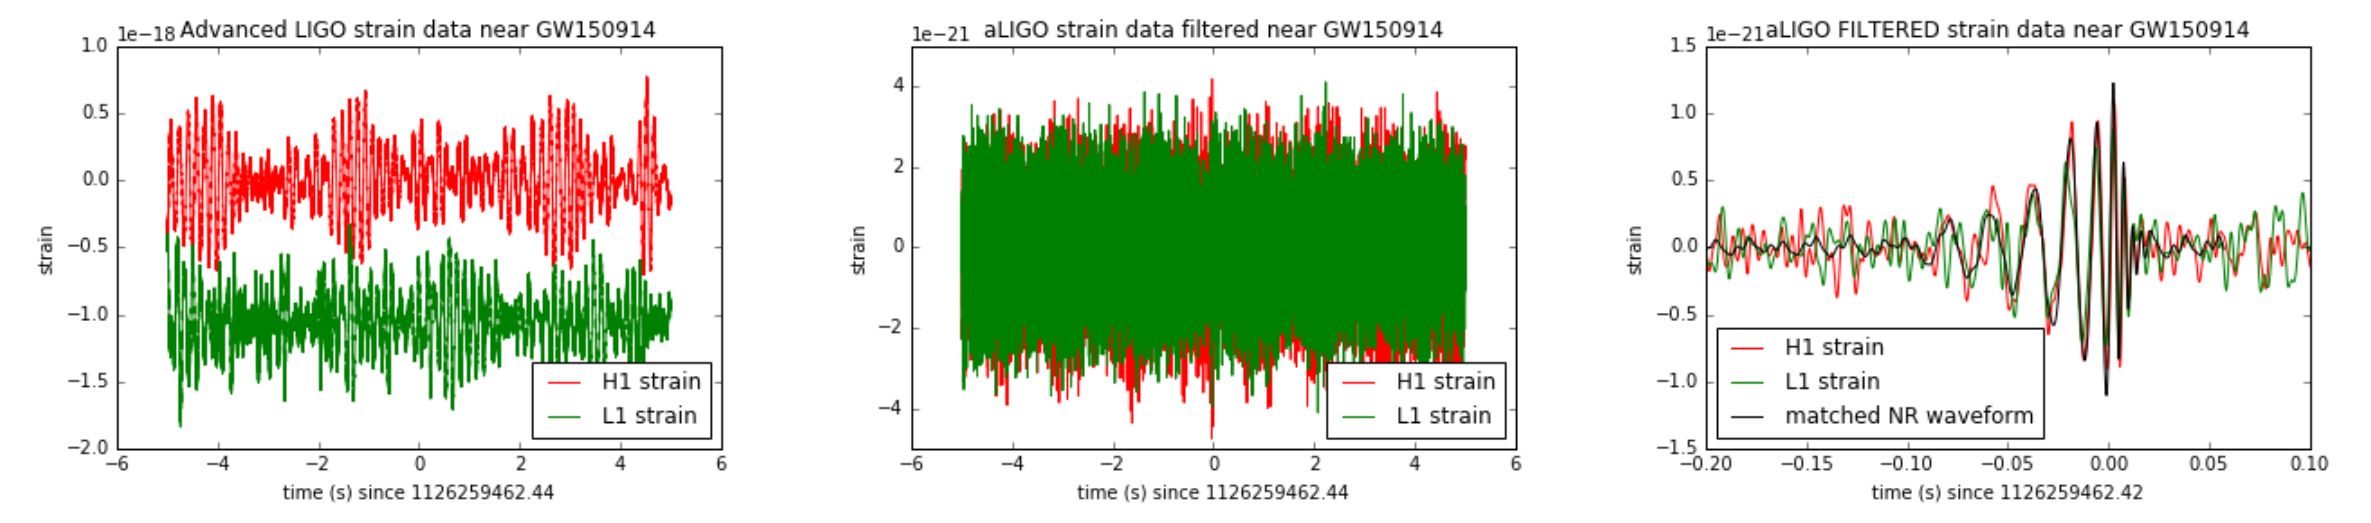 1e−18 Advanced LIGO strain data near GW150914
1.0
0.5
0.0
−0.5
−1.0
−1.5
−2.0
strain
H1 strain
L1 strain
−6 −4 −2 0 2 4 6
time (s) since 1126259462.44
1e−21 aLIGO strain data filtered near GW150914
4
2
0
−2
−4
strain
H1 strain
L1 strain
−6 −4 −2 0 2 4 6
time (s) since 1126259462.44
1e−21 aLIGO FILTERED strain data near GW150914
1.5
1.0
0.5
0.0
−0.5
−1.0
−1.5
strain
H1 strain
L1 strain
matched NR waveform
−0.20 −0.15 −0.10 −0.05 0.00 0.05 0.10
time (s) since 1126259462.42